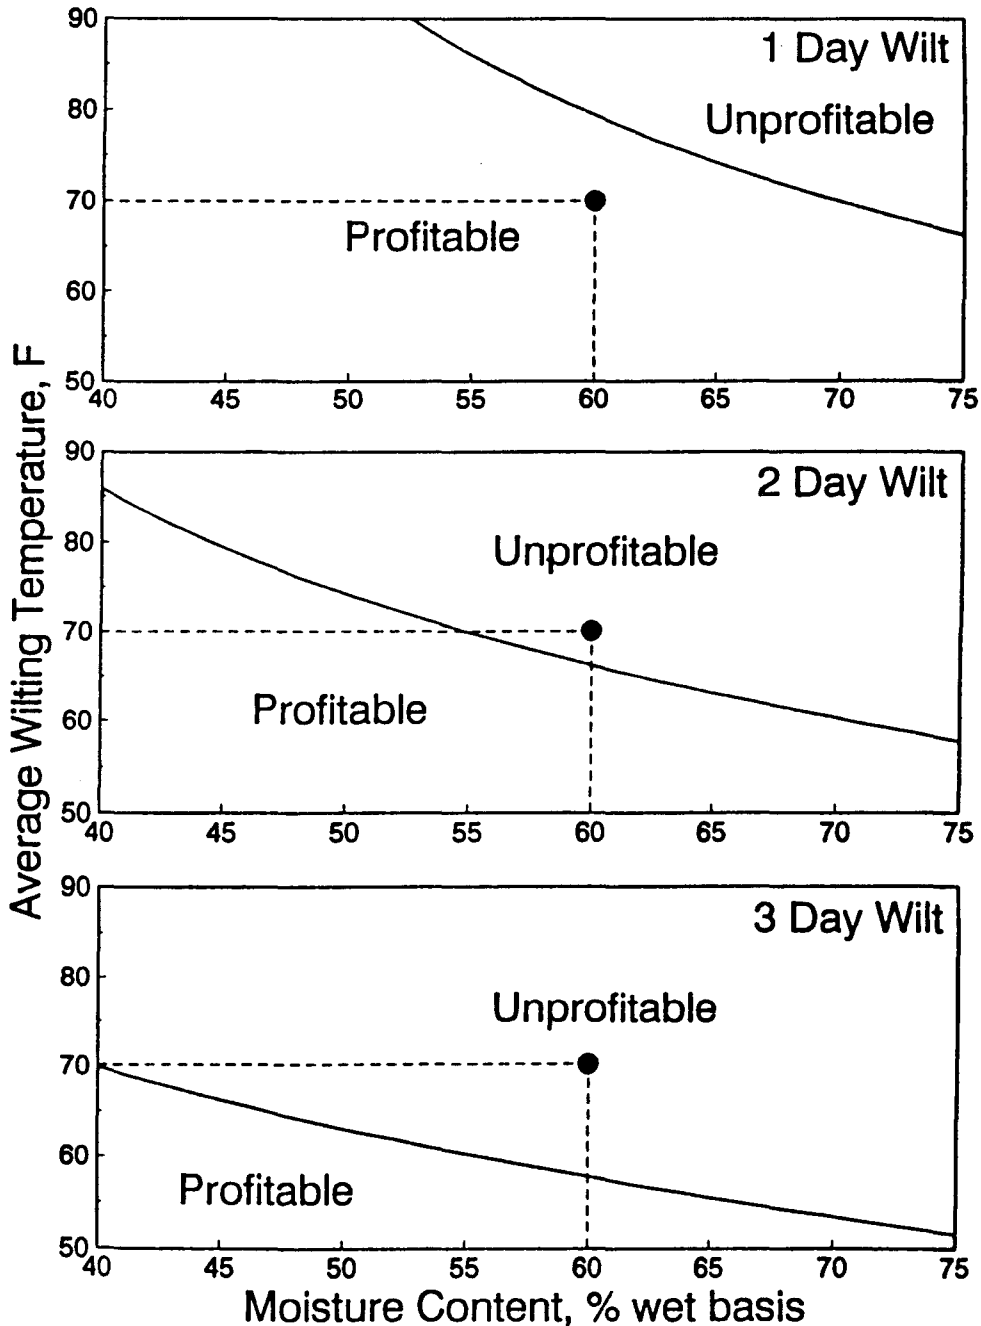 90
1 Day Wilt
80
Unprofitable
70
Profitable
60
50
40 45 50 55 60 65 70 75
90
2 Day Wilt
80
Unprofitable
70
Profitable
60
50
40 45 50 55 60 65 70 75
90
3 Day Wilt
80
Unprofitable
70
60
Profitable
50
40 45 50 55 60 65 70 75
Average Wilting Temperature, F
Moisture Content, % wet basis